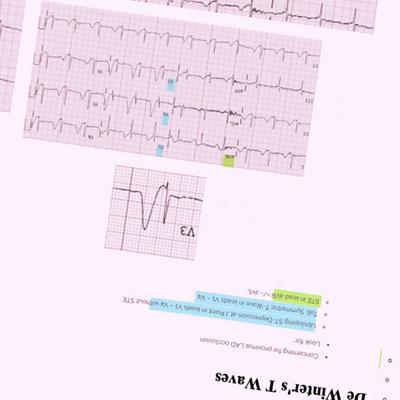 De Winter's T Waves
Concerning for proximal LAD occlusion
Look for
Upsloping ST-Depression at J Point in leads V1 - V4 without STE
Tall, Symmetric T-Wave in leads V1 - V4
STE in lead aVR +/- aVL
V3